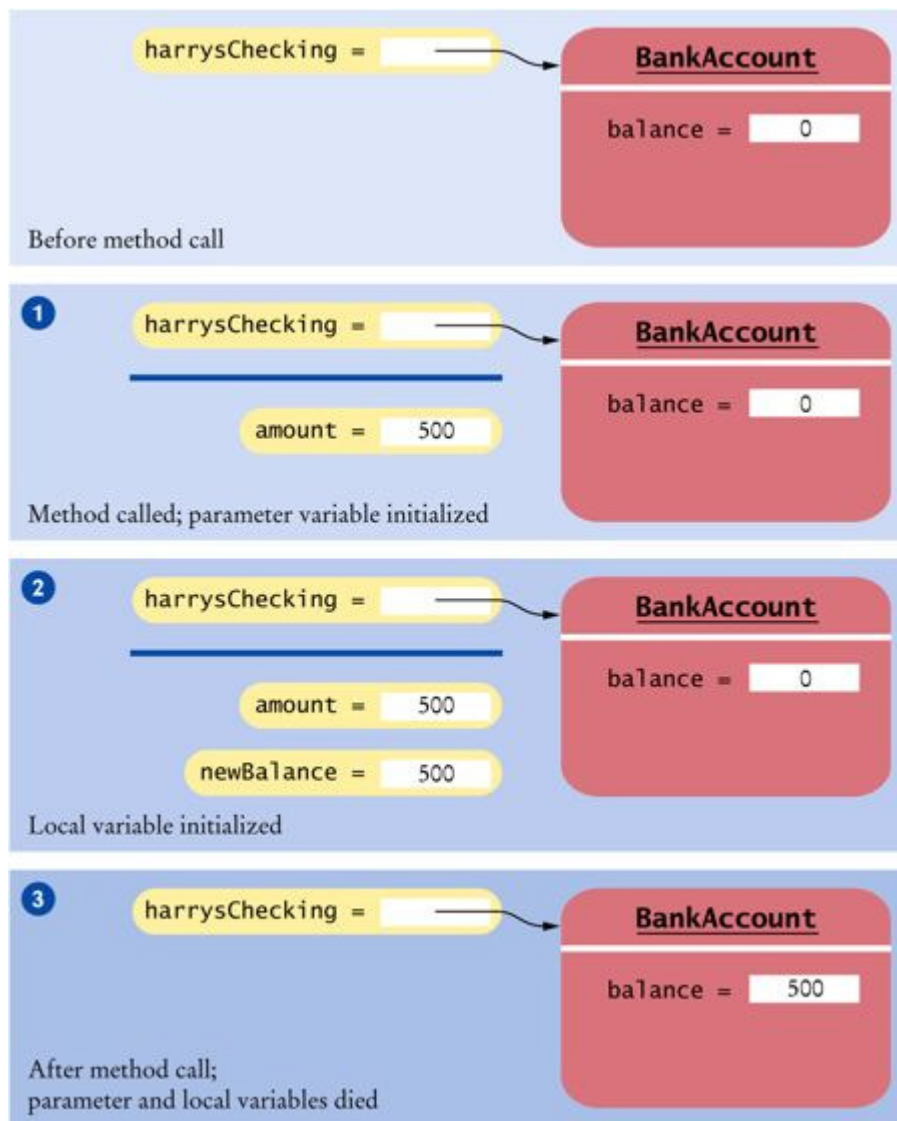 harrysChecking =
BankAccount
balance = 0
Before method call
1
harrysChecking =
BankAccount
balance = 0
amount = 500
Method called; parameter variable initialized
2
harrysChecking =
BankAccount
balance = 0
amount = 500
newBalance = 500
Local variable initialized
3
harrysChecking =
BankAccount
balance = 500
After method call;
parameter and local variables died